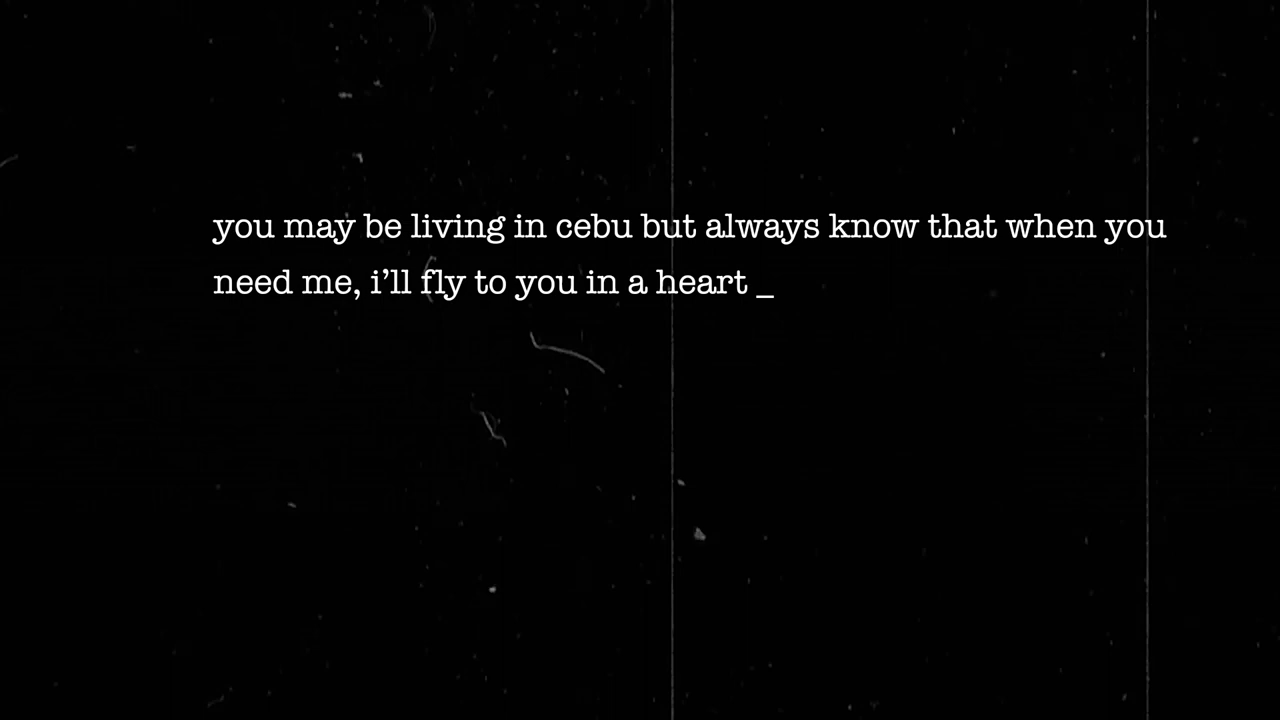 you may be living in cebu but always know that when you
need me, i’ll fly to you in a heart _